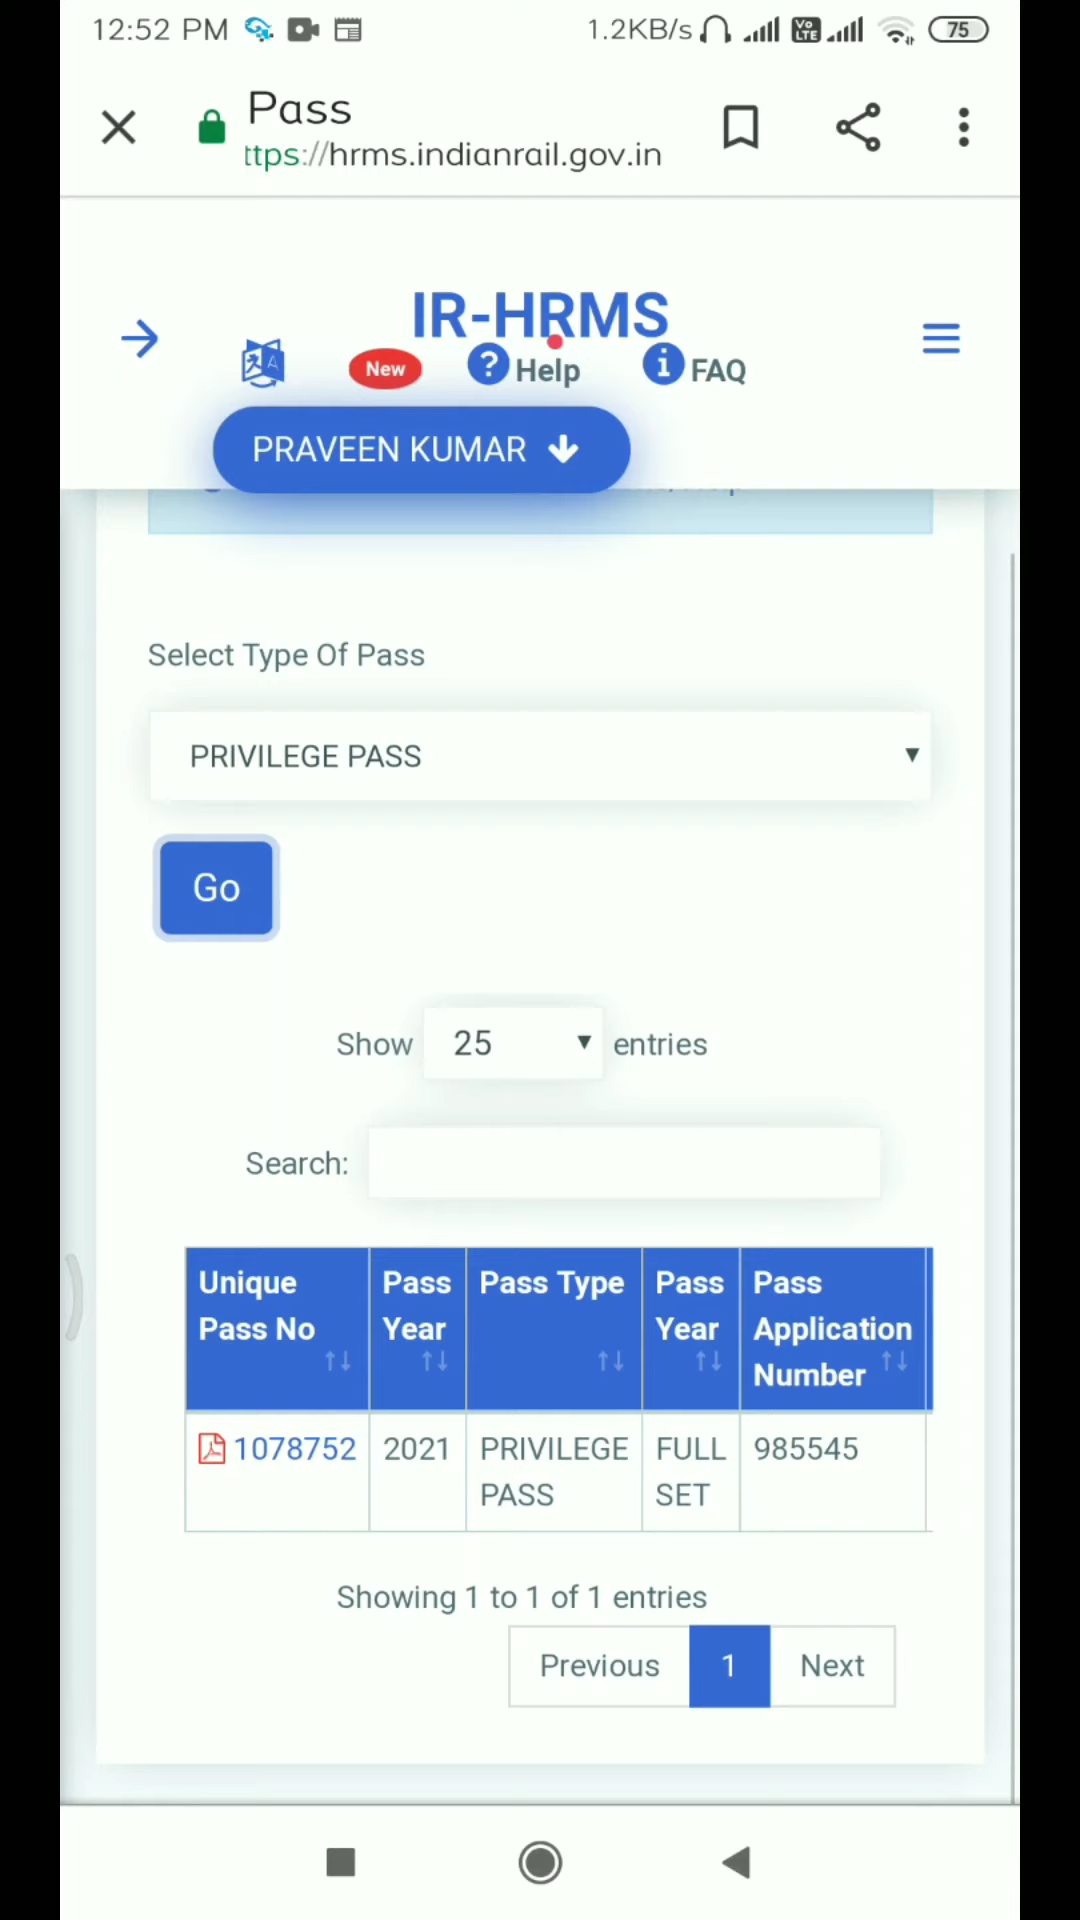 12:52 PM 1.2KB/s Vo LTE 75
Pass
ttps://hrms.indianrail.gov.in
IR-HRMS
New ? Help i FAQ
PRAVEEN KUMAR
Select Type Of Pass
PRIVILEGE PASS
Go
Show 25 entries
Search:
Unique Pass Pass Type Pass Pass
Pass No Year Year Application
Number
1078752 2021 PRIVILEGE FULL 985545
PASS SET
Showing 1 to 1 of 1 entries
Previous 1 Next